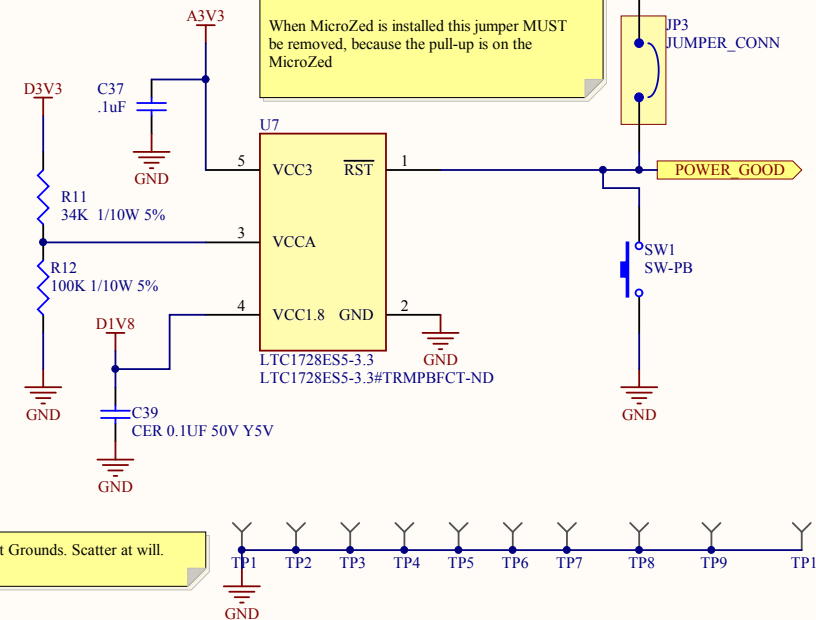 When MicroZed is installed this jumper MUST
be removed, because the pull-up is on the
MicroZed
A3V3
JP3
JUMPER_CONN
D3V3
C37
.1uF
GND
U7
5
VCC3
RST
1
POWER_GOOD
R11
34K 1/10W 5%
3
VCCA
R12
100K 1/10W 5%
SW1
SW-PB
4
VCC1.8
GND
2
D1V8
GND
LTC1728ES5-3.3
LTC1728ES5-3.3#TRMPBFCT-ND
GND
GND
C39
CER 0.1UF 50V Y5V
GND
t Grounds. Scatter at will.
TP1
TP2
TP3
TP4
TP5
TP6
TP7
TP8
TP9
TP1
GND